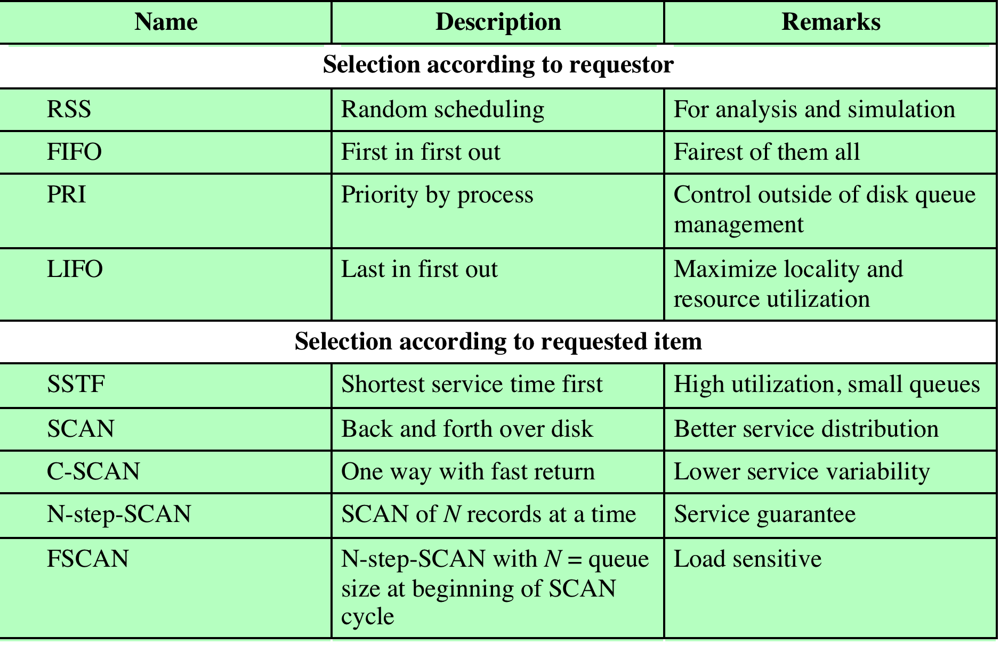 Name Description Remarks
Selection according to requestor
RSS Random scheduling For analysis and simulation
FIFO First in first out Fairest of them all
PRI Priority by process Control outside of disk queue
management
LIFO Last in first out Maximize locality and
resource utilization
Selection according to requested item
SSTF Shortest service time first High utilization, small queues
SCAN Back and forth over disk Better service distribution
C-SCAN One way with fast return Lower service variability
N-step-SCAN SCAN of N records at a time Service guarantee
FSCAN N-step-SCAN with N = queue Load sensitive
size at beginning of SCAN
cycle